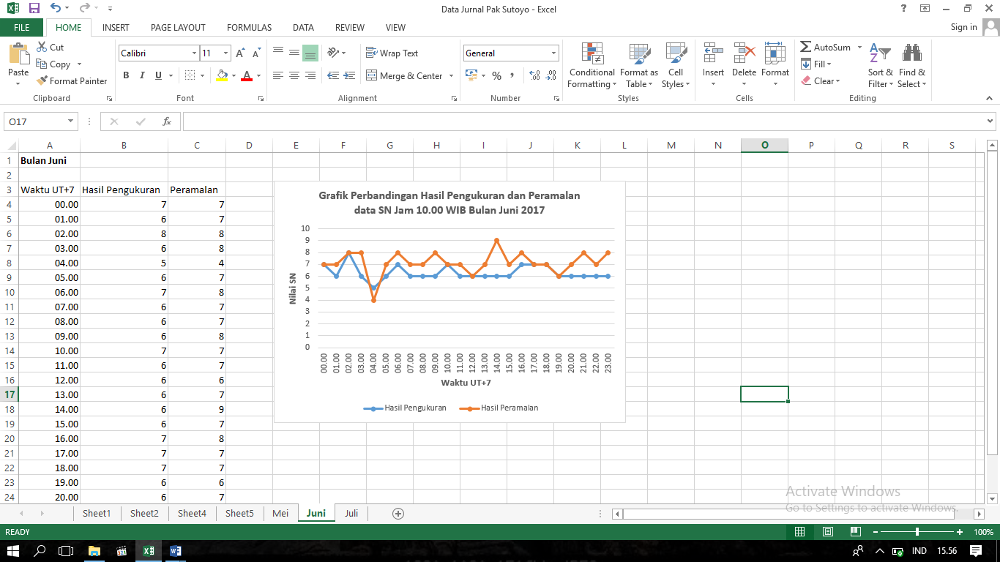 Data Jurnal Pak Sutoyo - Excel
FILE HOME INSERT PAGE LAYOUT FORMULAS DATA REVIEW VIEW Sign in
Paste
Cut
Copy
Format Painter
Calibri 11
B I U A
Wrap Text
Merge & Center
General
%
Conditional Formatting
Format as Table
Cell Styles
Insert Delete Format
AutoSum
Fill
Clear
Sort & Filter
Find & Select
Clipboard Font Alignment Number Styles Cells Editing
O17 fx
A B C D E F G H I J K L M N O P Q R S
1 Bulan Juni
2
3 Waktu UT+7 Hasil Pengukuran Peramalan
4 00.00 7 7
5 01.00 6 7
6 02.00 8 8
7 03.00 6 8
8 04.00 5 4
9 05.00 6 7
10 06.00 7 8
11 07.00 6 7
12 08.00 6 7
13 09.00 6 8
14 10.00 7 7
15 11.00 6 7
16 12.00 6 6
17 13.00 6 7
18 14.00 6 9
19 15.00 6 7
20 16.00 7 8
21 17.00 7 7
22 18.00 7 7
23 19.00 6 6
24 20.00 6 7
Grafik Perbandingan Hasil Pengukuran dan Peramalan
data SN Jam 10.00 WIB Bulan Juni 2017
10
9
8
7
6
5
4
3
2
1
0
Nilai SN
00.00 01.00 02.00 03.00 04.00 05.00 06.00 07.00 08.00 09.00 10.00 11.00 12.00 13.00 14.00 15.00 16.00 17.00 18.00 19.00 20.00 21.00 22.00 23.00
Waktu UT+7
Hasil Pengukuran Hasil Peramalan
Activate Windows
Go to Settings to activate Windows.
Sheet1 Sheet2 Sheet4 Sheet5 Mei Juni Juli
READY 100%
IND 15.56